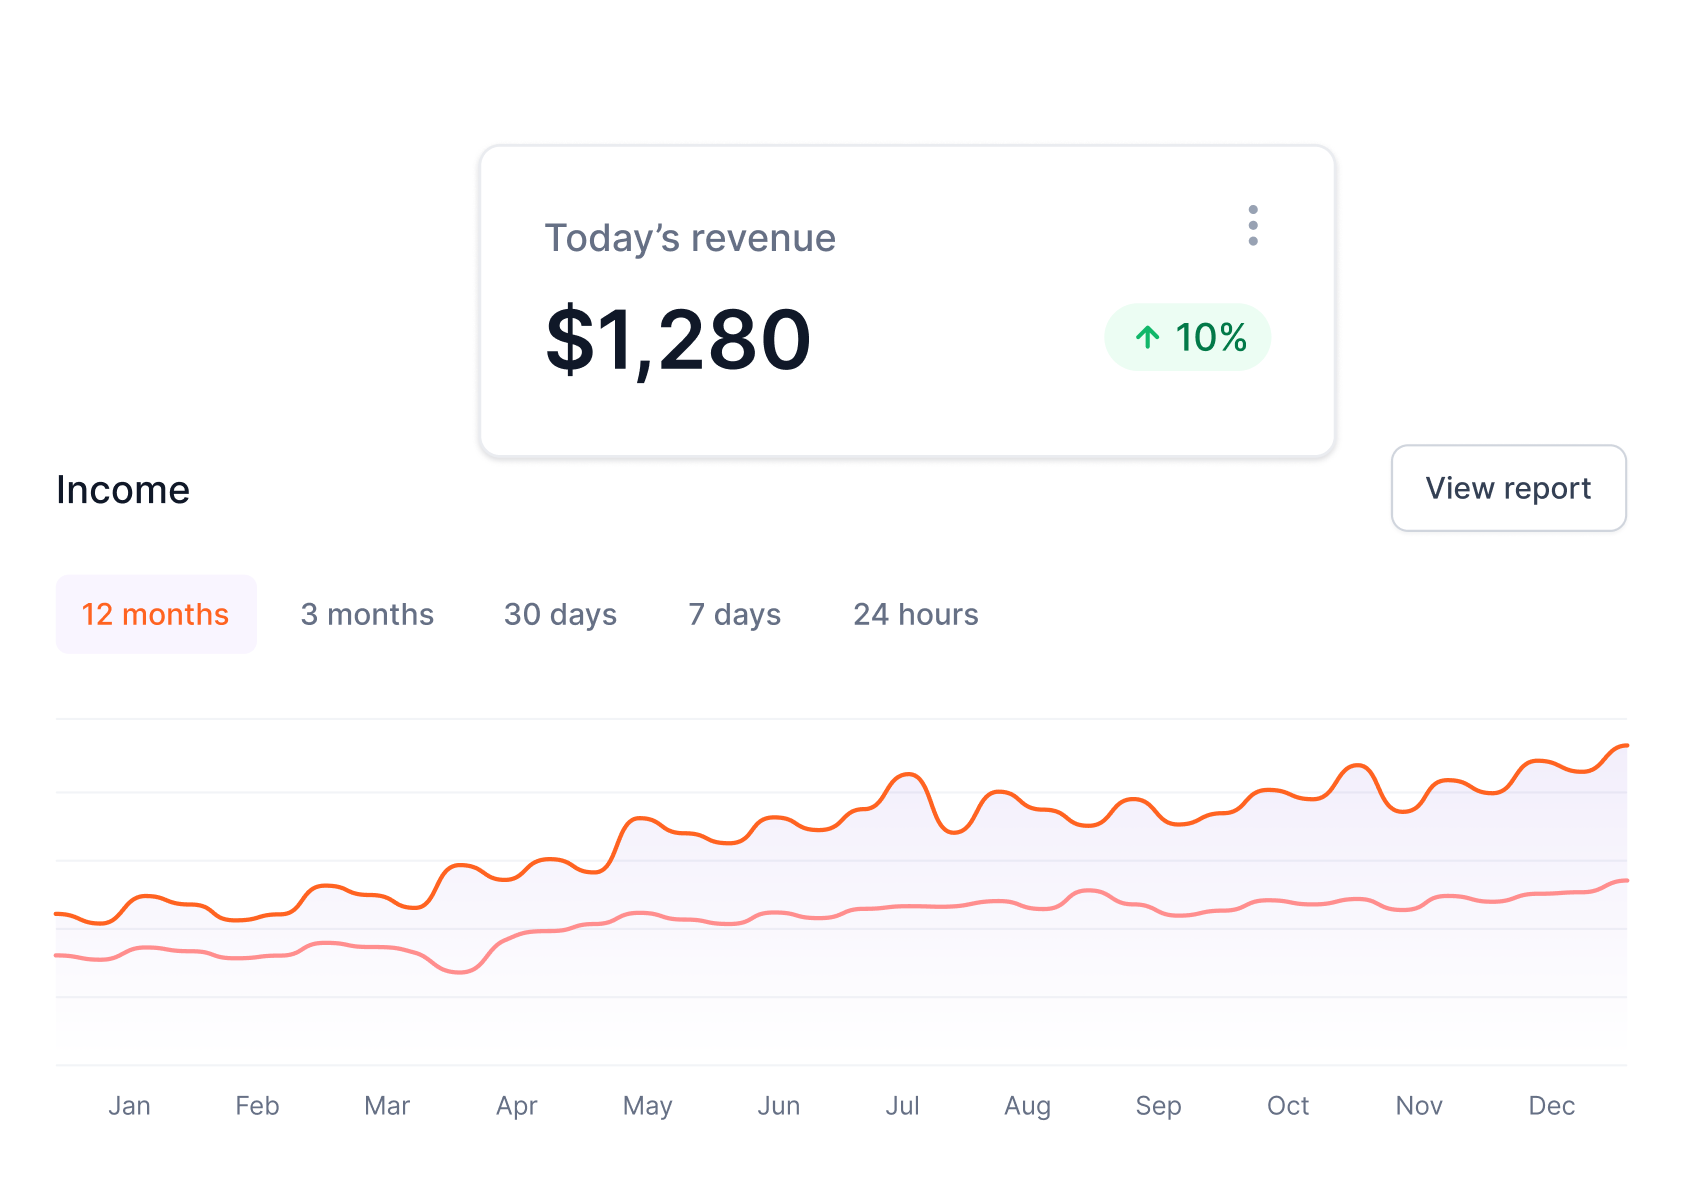 Today’s revenue
$1,280
10%
Income
View report
12 months 3 months 30 days 7 days 24 hours
Jan Feb Mar Apr May Jun Jul Aug Sep Oct Nov Dec